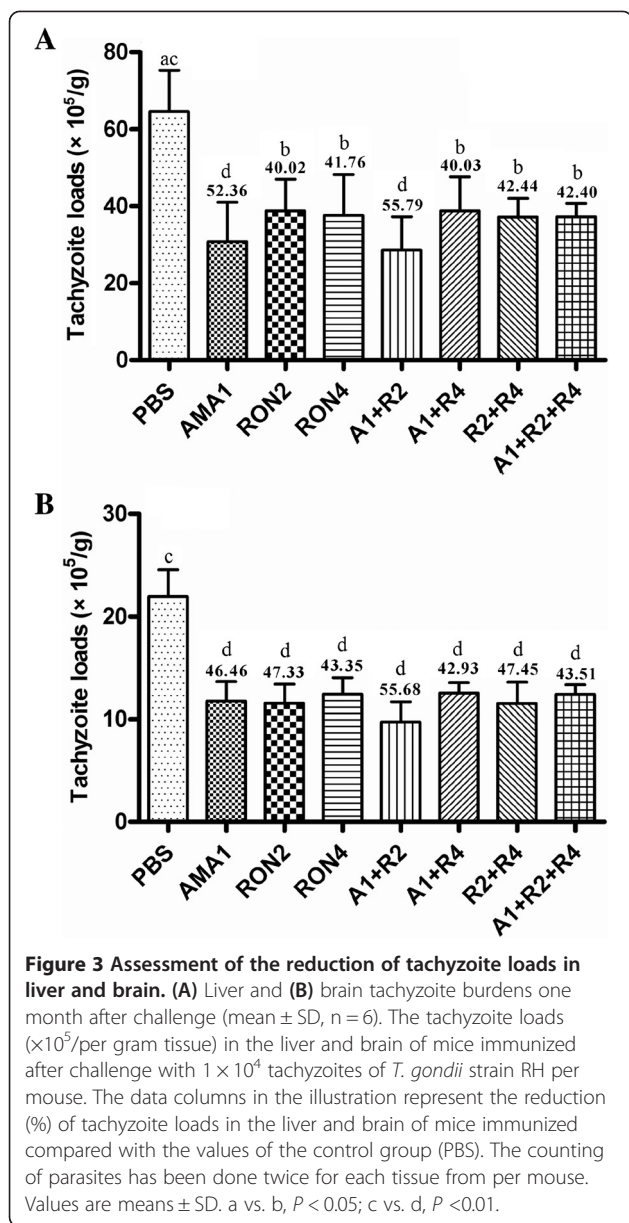 A
Tachyzoite loads (× 10⁵/g)
80
60
40
20
0
ac
d
52.36
b
40.02
b
41.76
d
55.79
b
40.03
b
42.44
b
42.40
PBS
AMA1
RON2
RON4
A1+R2
A1+R4
R2+R4
A1+R2+R4
B
Tachyzoite loads (× 10⁵/g)
30
20
10
0
c
d
46.46
d
47.33
d
43.35
d
55.68
d
42.93
d
47.45
d
43.51
PBS
AMA1
RON2
RON4
A1+R2
A1+R4
R2+R4
A1+R2+R4
Figure 3 Assessment of the reduction of tachyzoite loads in
liver and brain. (A) Liver and (B) brain tachyzoite burdens one
month after challenge (mean ± SD, n = 6). The tachyzoite loads
(×10⁵/per gram tissue) in the liver and brain of mice immunized
after challenge with 1 × 10⁴ tachyzoites of T. gondii strain RH per
mouse. The data columns in the illustration represent the reduction
(%) of tachyzoite loads in the liver and brain of mice immunized
compared with the values of the control group (PBS). The counting
of parasites has been done twice for each tissue from per mouse.
Values are means ± SD. a vs. b, P < 0.05; c vs. d, P <0.01.